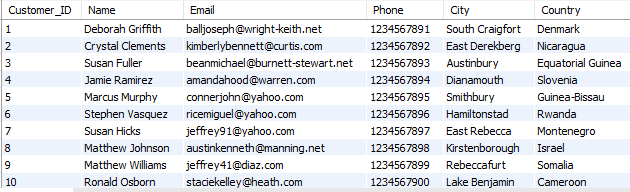 Customer_ID Name Email Phone City Country
1 Deborah Griffith balljoseph@wright-keith.net 1234567891 South Craigfort Denmark
2 Crystal Clements kimberlybennett@curtis.com 1234567892 East Derekberg Nicaragua
3 Susan Fuller beanmichael@burnett-stewart.net 1234567893 Austinbury Equatorial Guinea
4 Jamie Ramirez amandahood@warren.com 1234567894 Dianamouth Slovenia
5 Marcus Murphy connerjohn@yahoo.com 1234567895 Smithbury Guinea-Bissau
6 Stephen Vasquez ricemiguel@yahoo.com 1234567896 Hamiltonstad Rwanda
7 Susan Hicks jeffrey91@yahoo.com 1234567897 East Rebecca Montenegro
8 Matthew Johnson austinkenneth@manning.net 1234567898 Kirstenborough Israel
9 Matthew Williams jeffrey41@diaz.com 1234567899 Rebeccafurt Somalia
10 Ronald Osborn staciekelley@heath.com 1234567900 Lake Benjamin Cameroon